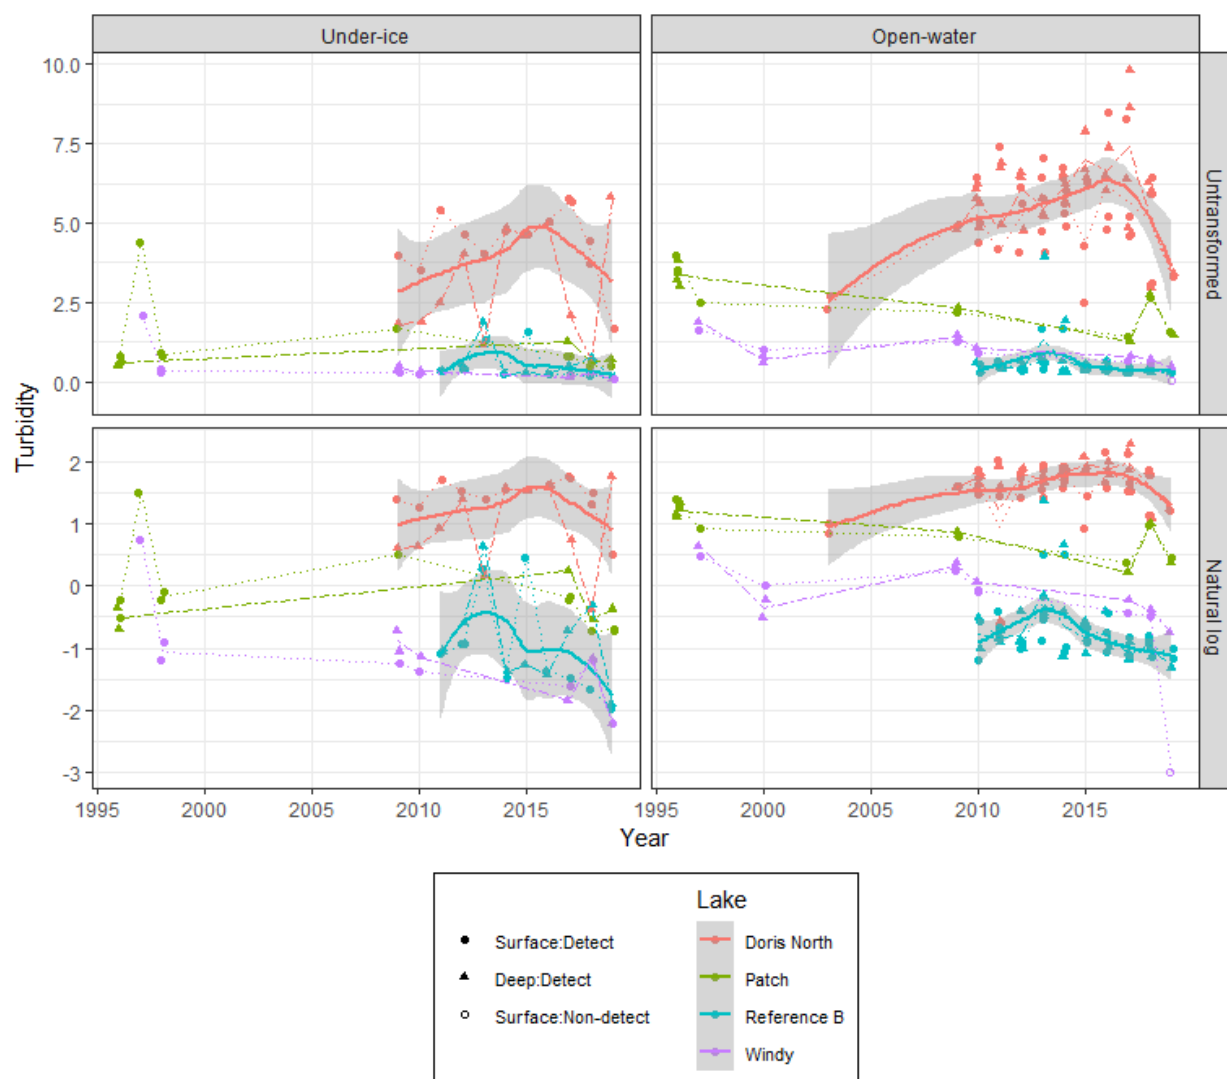 Under-ice
Open-water
10.0
7.5
5.0
2.5
0.0
Untransformed
Turbidity
2
1
0
-1
-2
-3
Natural log
1995
2000
2005
2010
2015
1995
2000
2005
2010
2015
Year
Surface:Detect
Deep:Detect
Surface:Non-detect
Lake
Doris North
Patch
Reference B
Windy